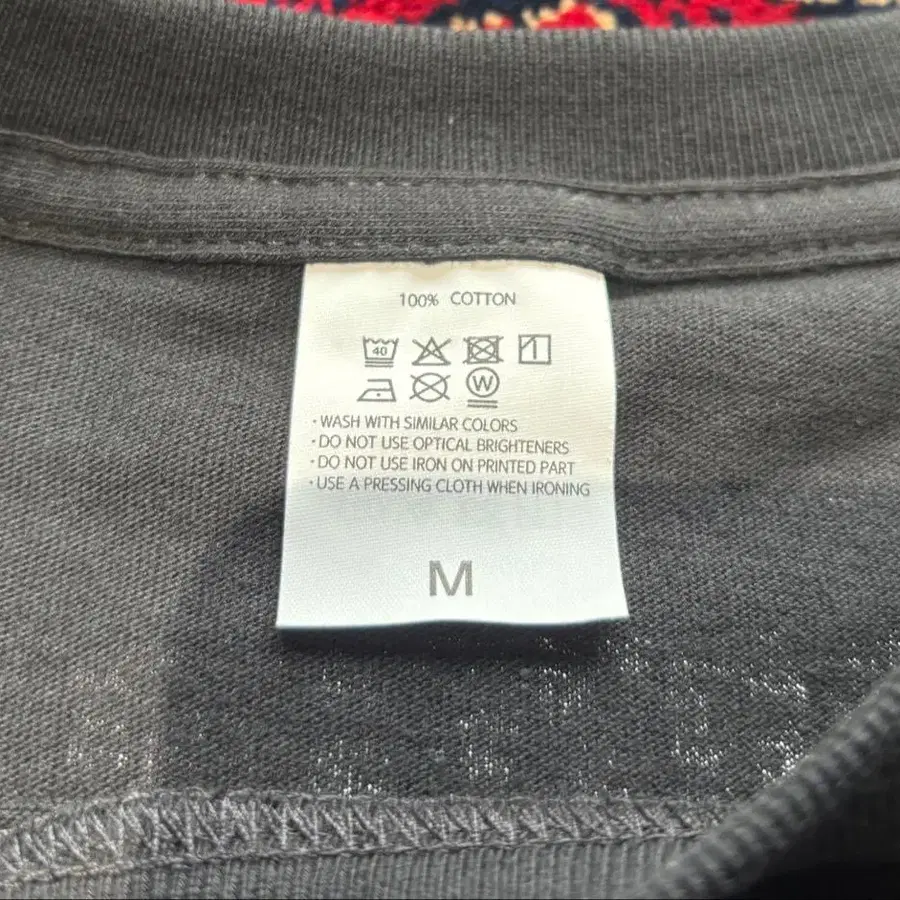 100% COTTON
40
W
· WASH WITH SIMILAR COLORS
· DO NOT USE OPTICAL BRIGHTENERS
· DO NOT USE IRON ON PRINTED PART
· USE A PRESSING CLOTH WHEN IRONING
M